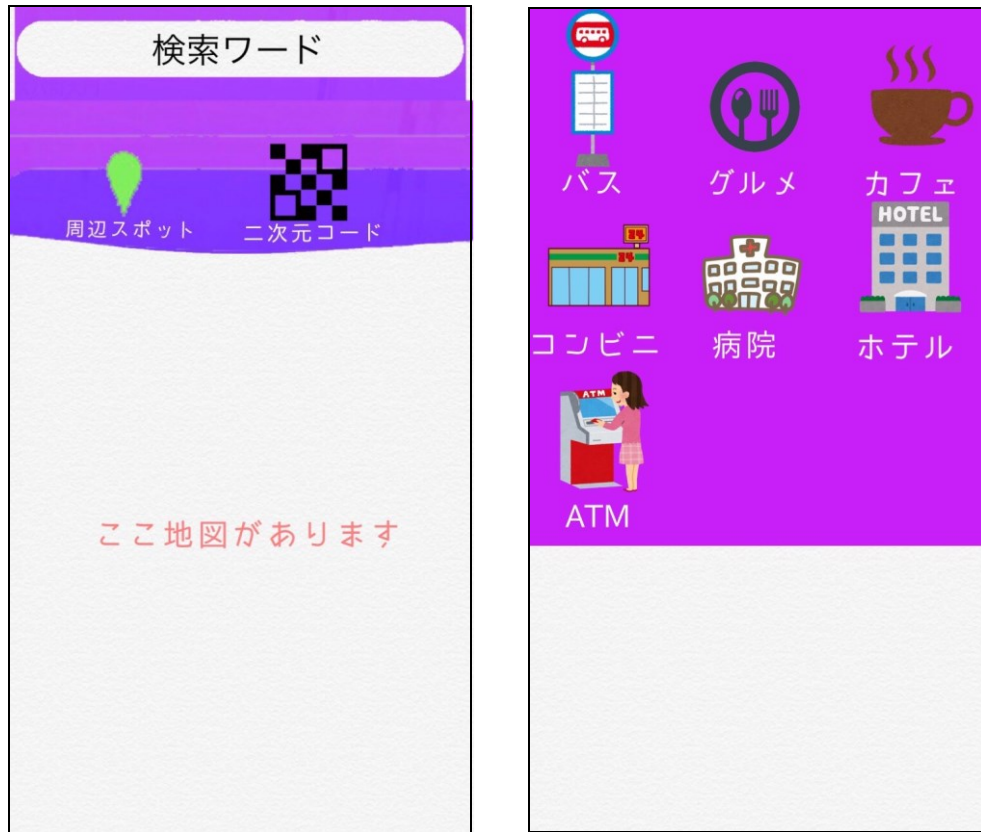 検索ワード
周辺スポット
二次元コード
ここ地図があります
バス
グルメ
カフェ
HOTEL
24
24
コンビニ
病院
ホテル
ATM
ATM